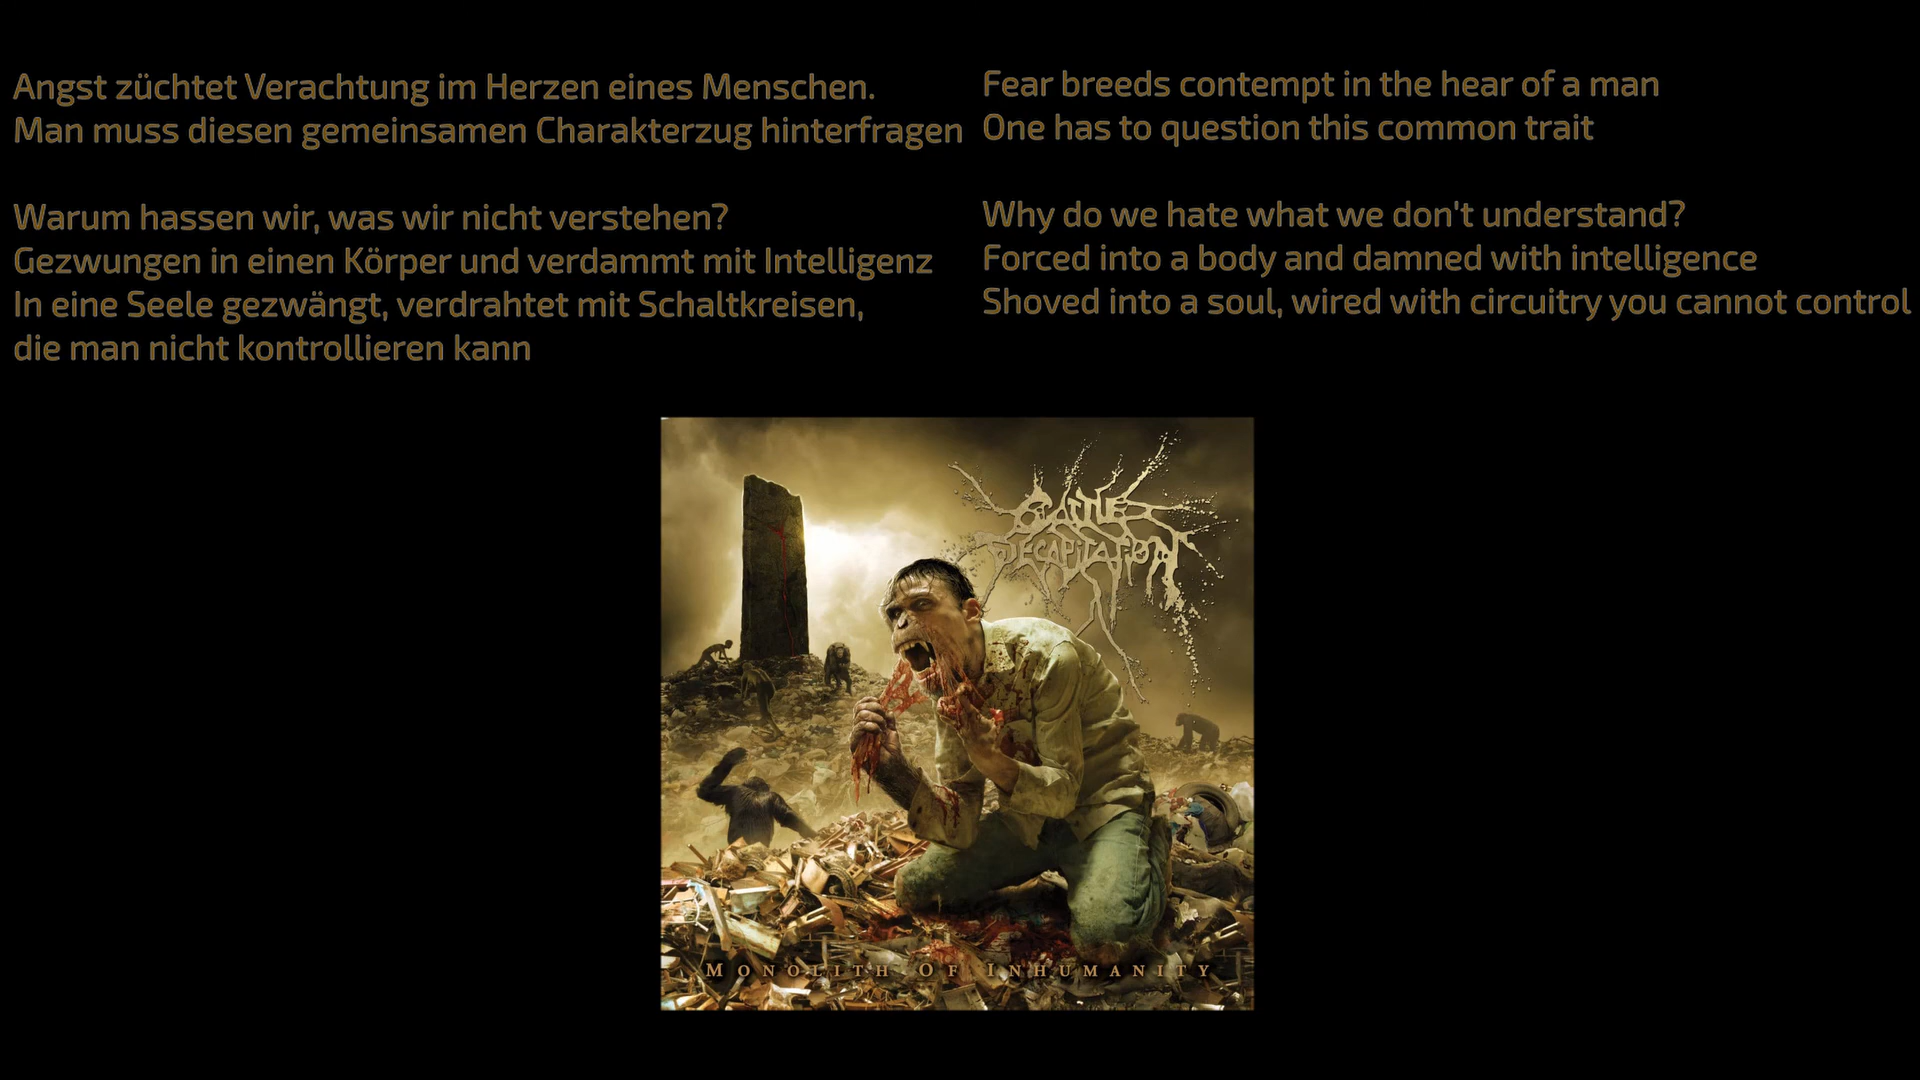 Angst züchtet Verachtung im Herzen eines Menschen.
Man muss diesen gemeinsamen Charakterzug hinterfragen
Warum hassen wir, was wir nicht verstehen?
Gezwungen in einen Körper und verdammt mit Intelligenz
In eine Seele gezwängt, verdrahtet mit Schaltkreisen,
die man nicht kontrollieren kann
Fear breeds contempt in the hear of a man
One has to question this common trait
Why do we hate what we don't understand?
Forced into a body and damned with intelligence
Shoved into a soul, wired with circuitry you cannot control
CATTLE
DECAPITATION
MONOLITH OF INHUMANITY